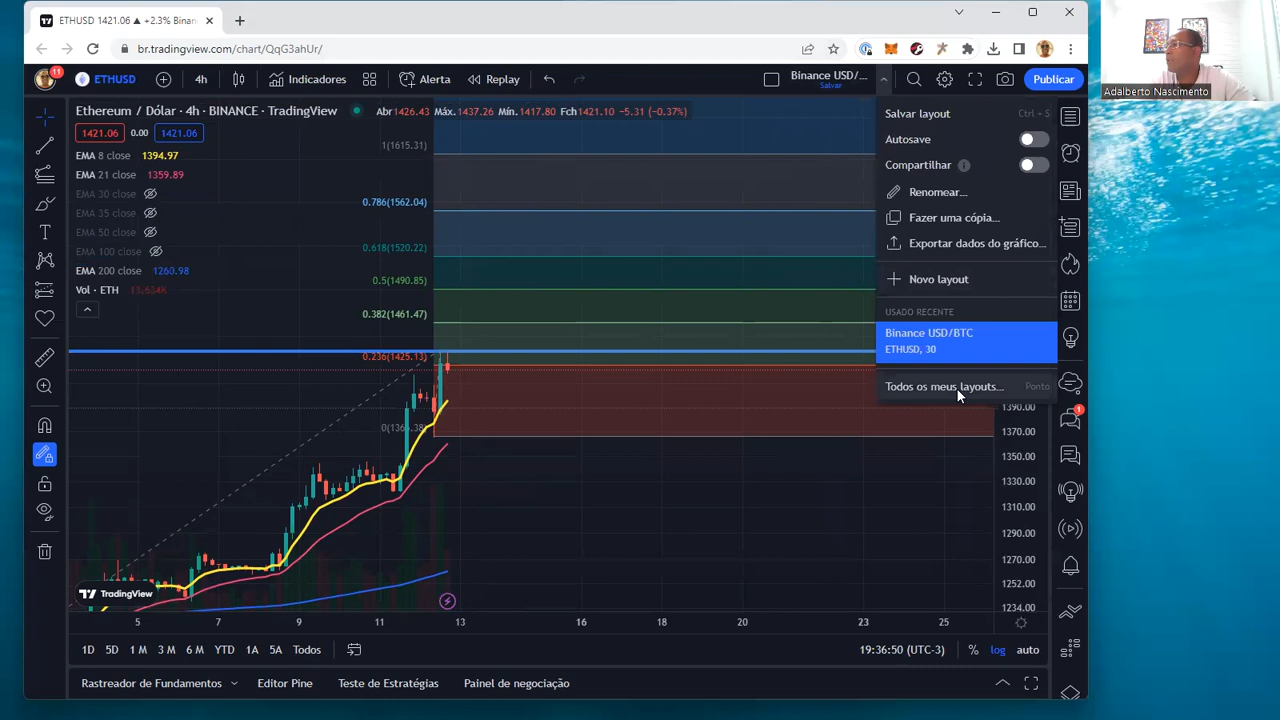 ETHUSD 1421.06 ▲ +2.3% Binan
br.tradingview.com/chart/QqG3ahUr/
11
ETHUSD
4h
Indicadores
Alerta
Replay
Binance USD/...
Salvar
Publicar
Adalberto Nascimento
Ethereum / Dólar · 4h · BINANCE · TradingView
Abr1426.43 Máx.1437.26 Mín.1417.80 Fch1421.10 −5.31 (−0.37%)
1421.06 0.00 1421.06
EMA 8 close 1394.97
EMA 21 close 1359.89
EMA 30 close
EMA 35 close
EMA 50 close
EMA 100 close
EMA 200 close 1260.98
Vol · ETH 13.634K
1(1615.31)
0.786(1562.04)
0.618(1520.22)
0.5(1490.85)
0.382(1461.47)
0.236(1425.13)
Salvar layout Ctrl + S
Autosave
Compartilhar
Renomear...
Fazer uma cópia...
Exportar dados do gráfico...
Novo layout
USADO RECENTE
Binance USD/BTC
ETHUSD, 30
Todos os meus layouts... Ponto
1390.00
1370.00
1350.00
1330.00
1310.00
1290.00
1270.00
1252.00
1234.00
1
TradingView
5 7 9 11 13 16 18 20 23 25
1D 5D 1M 3M 6M YTD 1A 5A Todos
19:36:50 (UTC-3) % log auto
Rastreador de Fundamentos Editor Pine Teste de Estratégias Painel de negociação